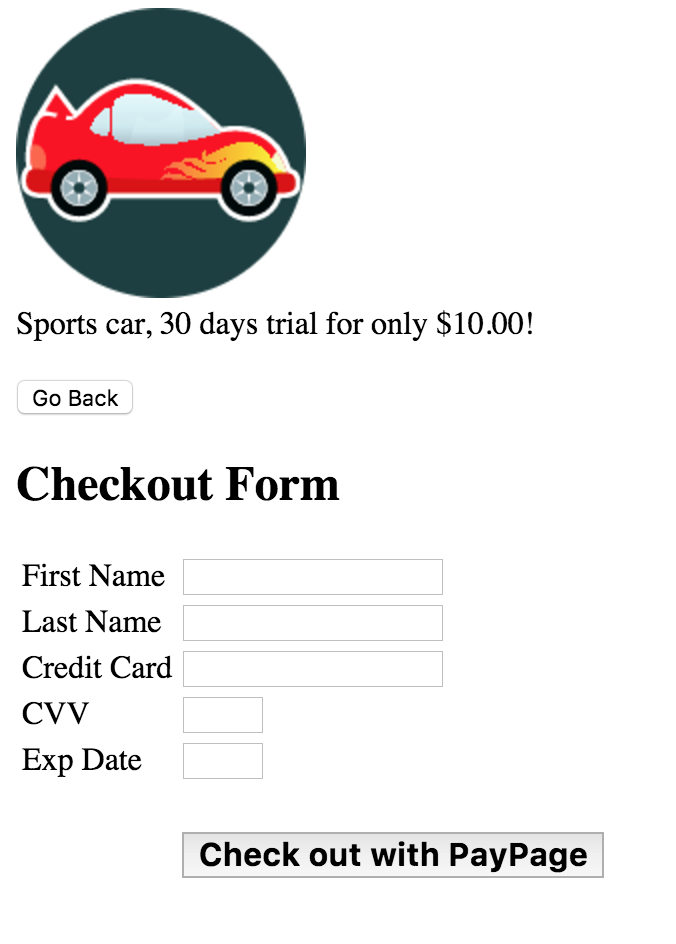 Sports car, 30 days trial for only $10.00!
Go Back
Checkout Form
First Name
Last Name
Credit Card
CVV
Exp Date
Check out with PayPage